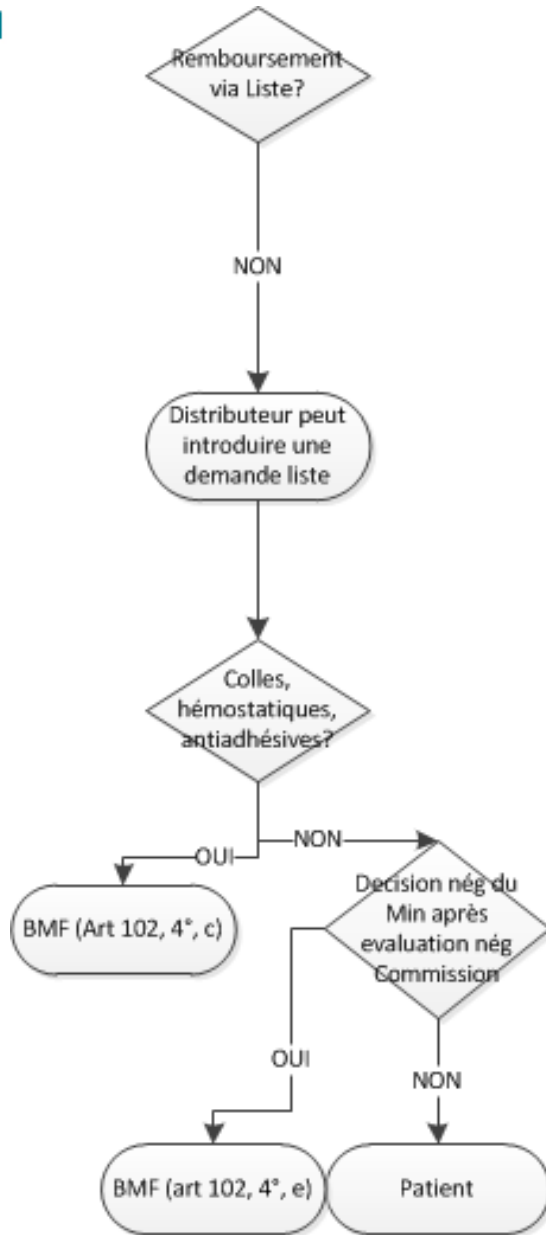 Remboursement
via Liste?
NON
Distributeur peut
introduire une
demande liste
Colles,
hémostatiques,
antiadhésives?
OUI
NON
BMF (Art 102, 4°, c)
Decision nég du
Min après
evaluation nég
Commission
OUI
NON
BMF (art 102, 4°, e)
Patient